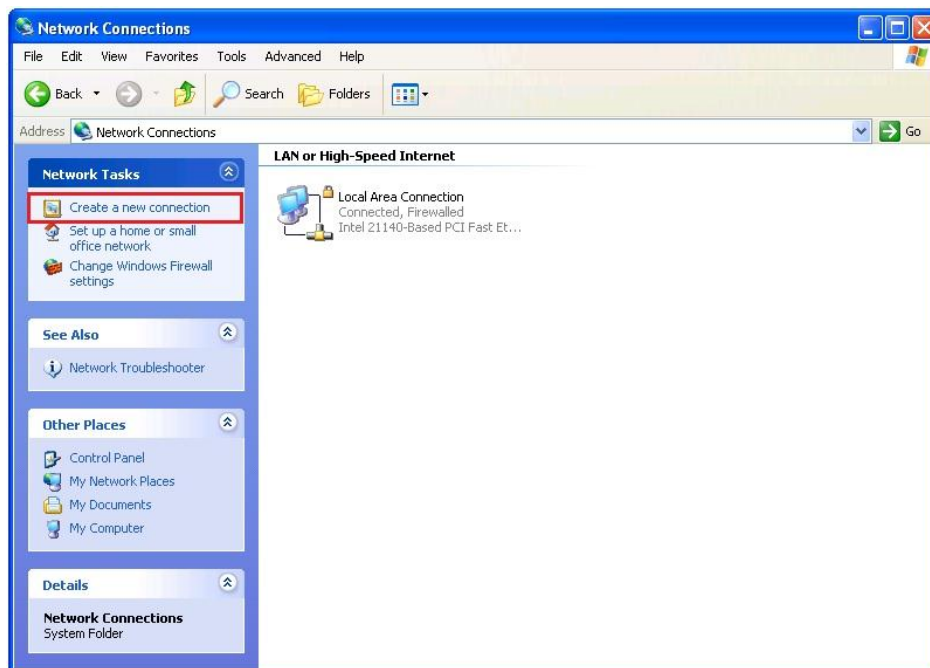 Network Connections
File Edit View Favorites Tools Advanced Help
Back Search Folders
Address Network Connections Go
Network Tasks
Create a new connection
Set up a home or small
office network
Change Windows Firewall
settings
See Also
Network Troubleshooter
Other Places
Control Panel
My Network Places
My Documents
My Computer
Details
Network Connections
System Folder
LAN or High-Speed Internet
Local Area Connection
Connected, Firewalled
Intel 21140-Based PCI Fast Et...